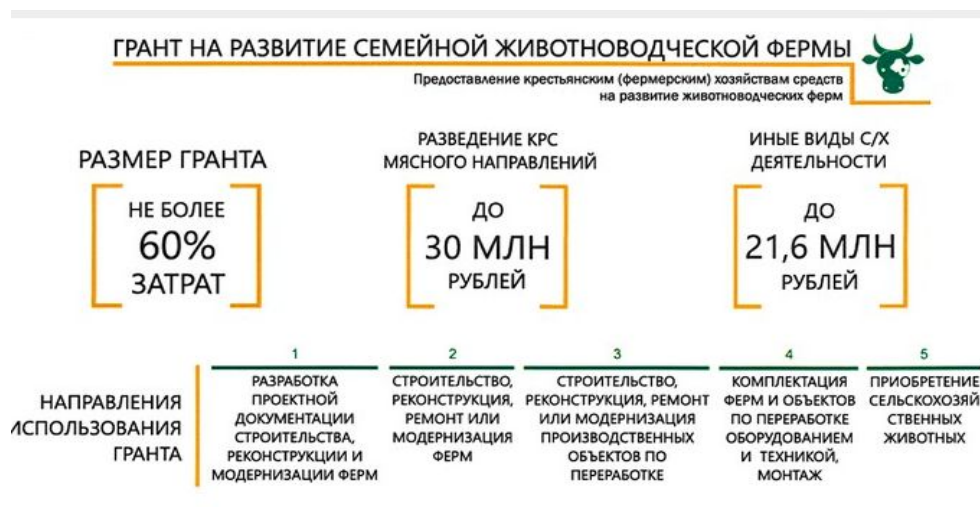 ГРАНТ НА РАЗВИТИЕ СЕМЕЙНОЙ ЖИВОТНОВОДЧЕСКОЙ ФЕРМЫ
Предоставление крестьянским (фермерским) хозяйствам средств
на развитие животноводческих ферм
РАЗМЕР ГРАНТА
НЕ БОЛЕЕ
60%
ЗАТРАТ
РАЗВЕДЕНИЕ КРС
МЯСНОГО НАПРАВЛЕНИЙ
ДО
30 МЛН
РУБЛЕЙ
ИНЫЕ ВИДЫ С/Х
ДЕЯТЕЛЬНОСТИ
ДО
21,6 МЛН
РУБЛЕЙ
НАПРАВЛЕНИЯ
ИСПОЛЬЗОВАНИЯ
ГРАНТА
1
РАЗРАБОТКА
ПРОЕКТНОЙ
ДОКУМЕНТАЦИИ
СТРОИТЕЛЬСТВА,
РЕКОНСТРУКЦИИ И
МОДЕРНИЗАЦИИ ФЕРМ
2
СТРОИТЕЛЬСТВО,
РЕКОНСТРУКЦИЯ,
РЕМОНТ ИЛИ
МОДЕРНИЗАЦИЯ
ФЕРМ
3
СТРОИТЕЛЬСТВО,
РЕКОНСТРУКЦИЯ, РЕМОНТ
ИЛИ МОДЕРНИЗАЦИЯ
ПРОИЗВОДСТВЕННЫХ
ОБЪЕКТОВ ПО
ПЕРЕРАБОТКЕ
4
КОМПЛЕКТАЦИЯ
ФЕРМ И ОБЪЕКТОВ
ПО ПЕРЕРАБОТКЕ
ОБОРУДОВАНИЕМ
И ТЕХНИКОЙ,
МОНТАЖ
5
ПРИОБРЕТЕНИЕ
СЕЛЬСКОХОЗЯЙ
СТВЕННЫХ
ЖИВОТНЫХ